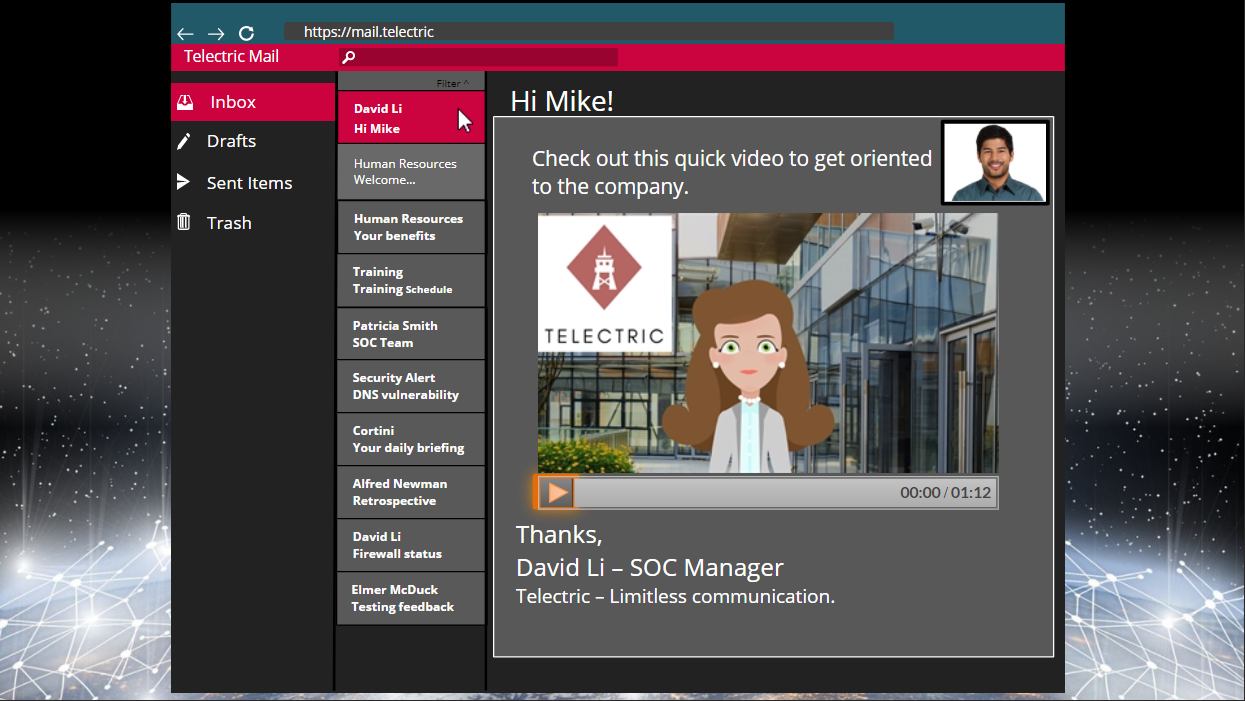 https://mail.telectric
Telectric Mail
Inbox
Drafts
Sent Items
Trash
Filter ^
David Li
Hi Mike
Human Resources
Welcome...
Human Resources
Your benefits
Training
Training Schedule
Patricia Smith
SOC Team
Security Alert
DNS vulnerability
Cortini
Your daily briefing
Alfred Newman
Retrospective
David Li
Firewall status
Elmer McDuck
Testing feedback
Hi Mike!
Check out this quick video to get oriented
to the company.
TELECTRIC
00:00 / 01:12
Thanks,
David Li – SOC Manager
Telectric – Limitless communication.